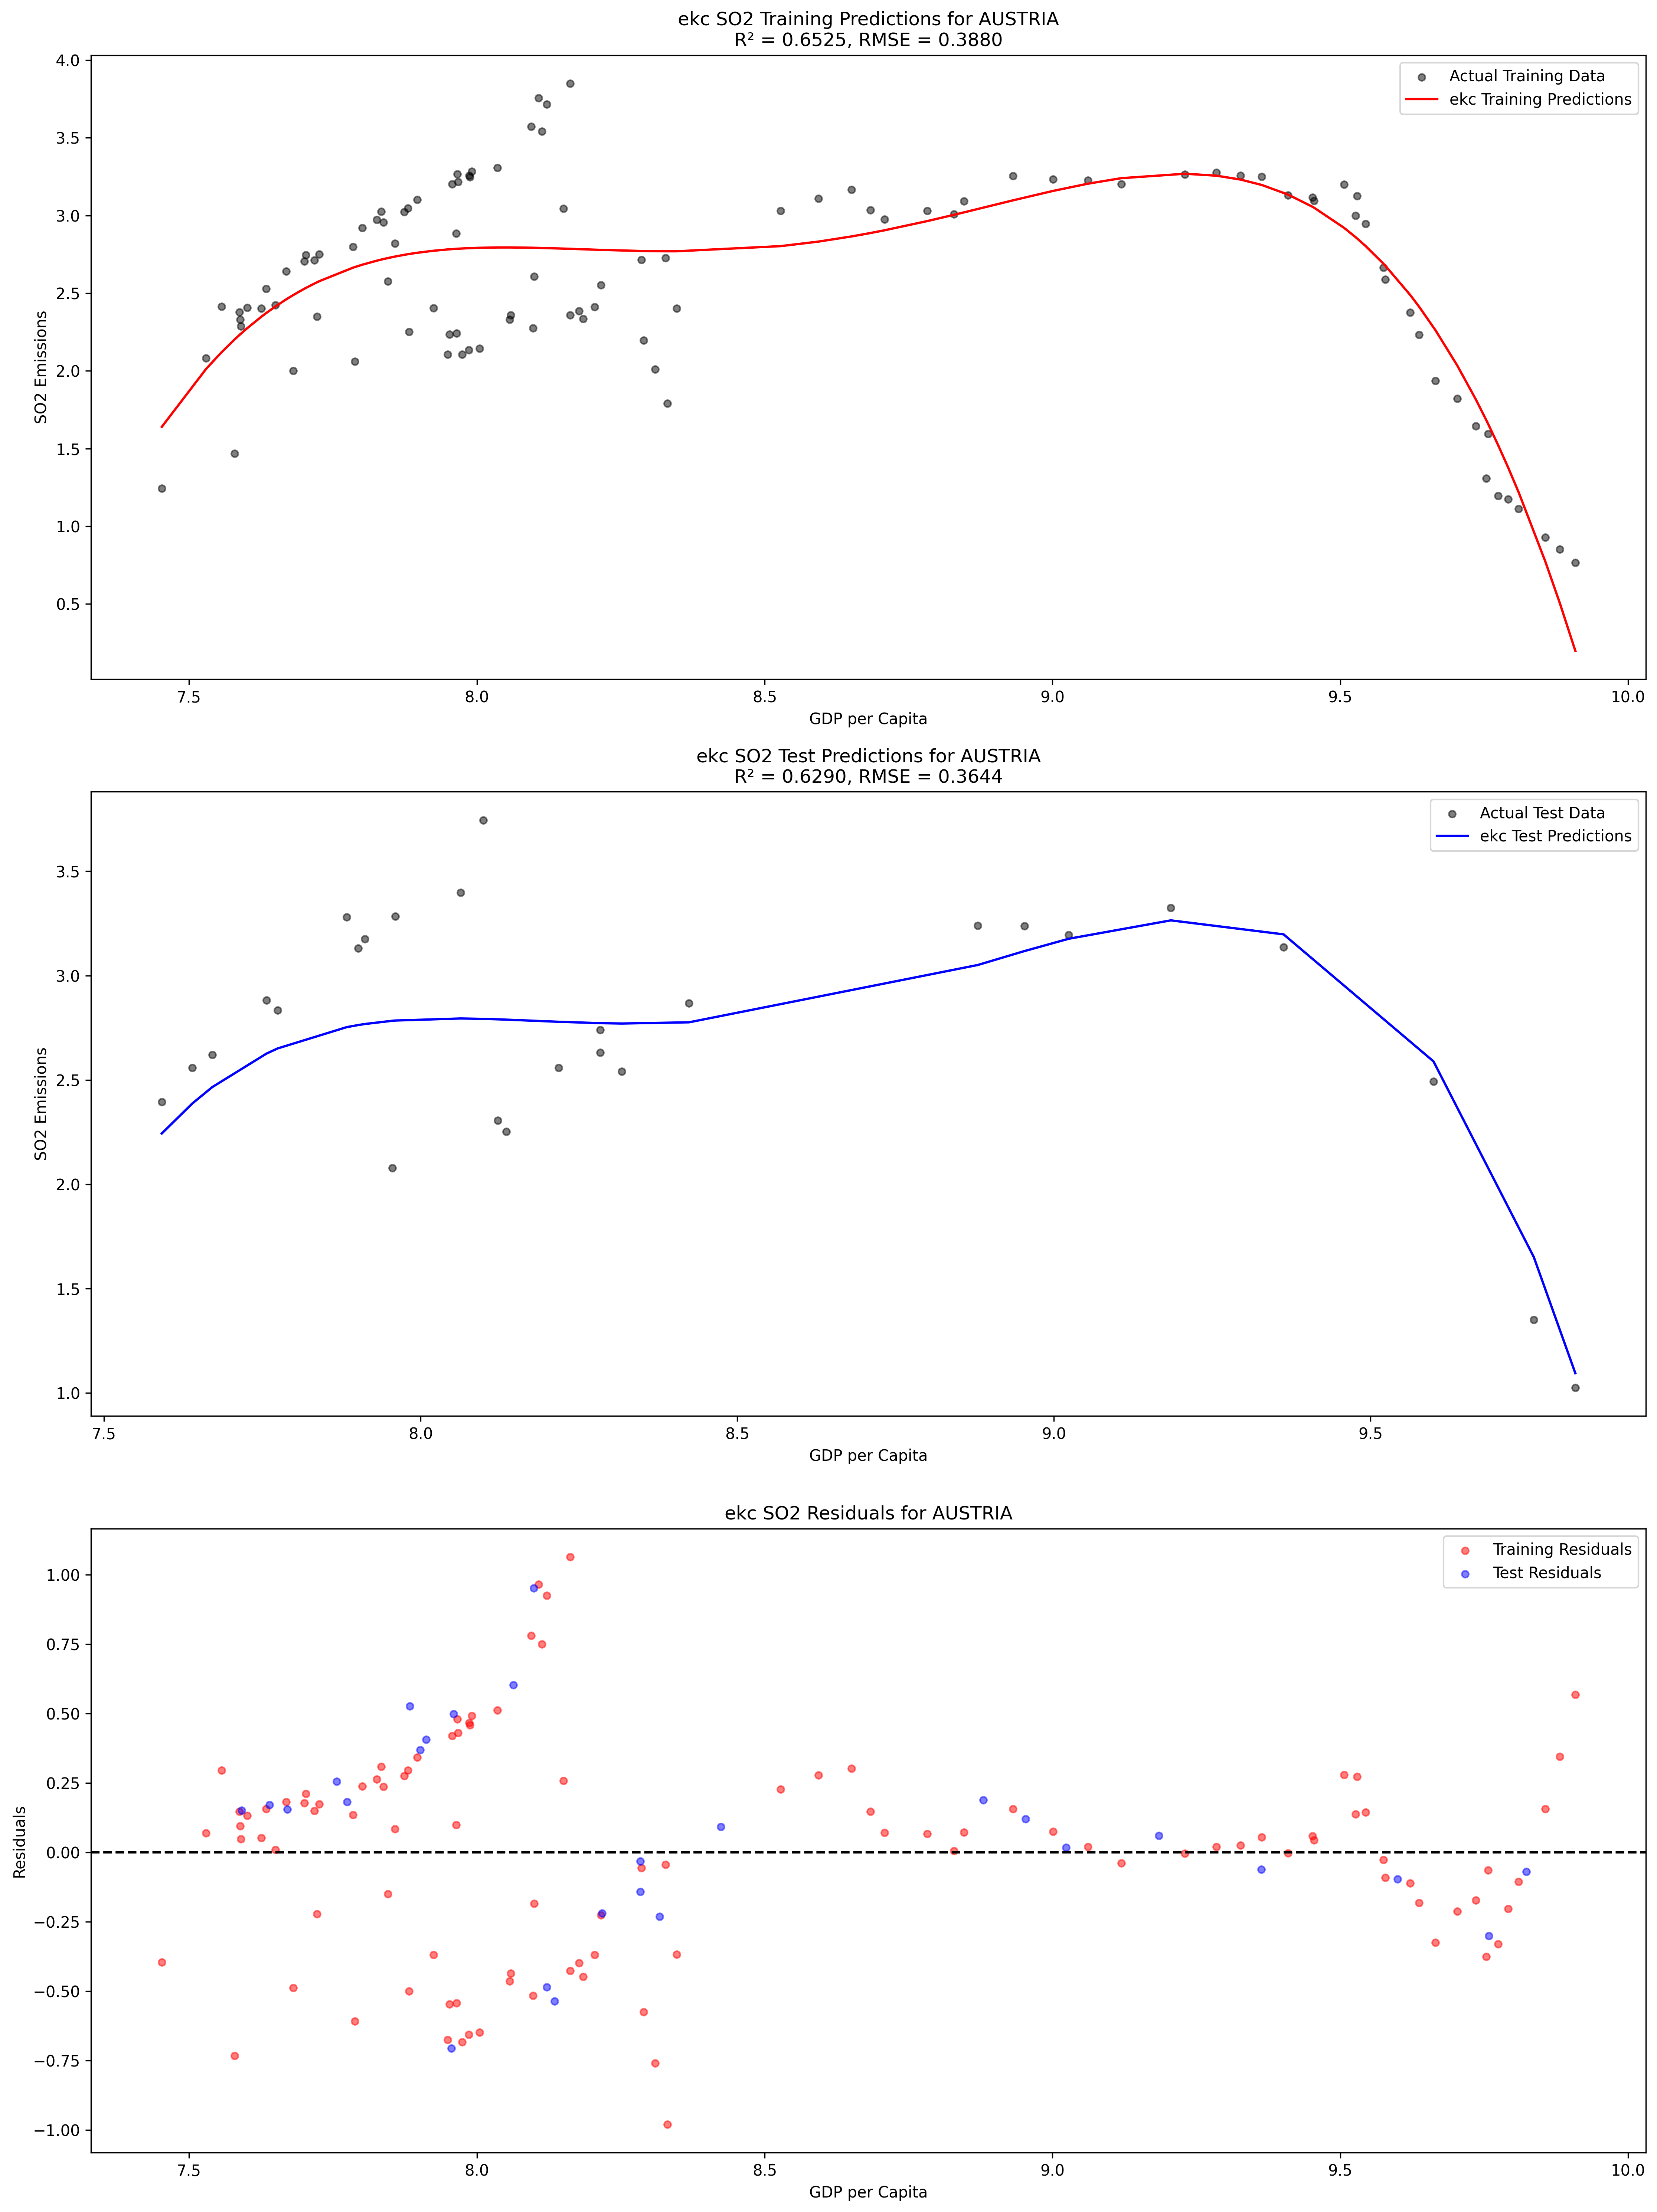 ekc SO2 Training Predictions for AUSTRIA
R² = 0.6525, RMSE = 0.3880
4.0
3.5
3.0
2.5
2.0
1.5
1.0
0.5
SO2 Emissions
Actual Training Data
ekc Training Predictions
7.5 8.0 8.5 9.0 9.5 10.0
GDP per Capita
ekc SO2 Test Predictions for AUSTRIA
R² = 0.6290, RMSE = 0.3644
3.5
3.0
2.5
2.0
1.5
1.0
SO2 Emissions
Actual Test Data
ekc Test Predictions
7.5 8.0 8.5 9.0 9.5
GDP per Capita
ekc SO2 Residuals for AUSTRIA
1.00
0.75
0.50
0.25
0.00
−0.25
−0.50
−0.75
−1.00
Residuals
Training Residuals
Test Residuals
7.5 8.0 8.5 9.0 9.5 10.0
GDP per Capita